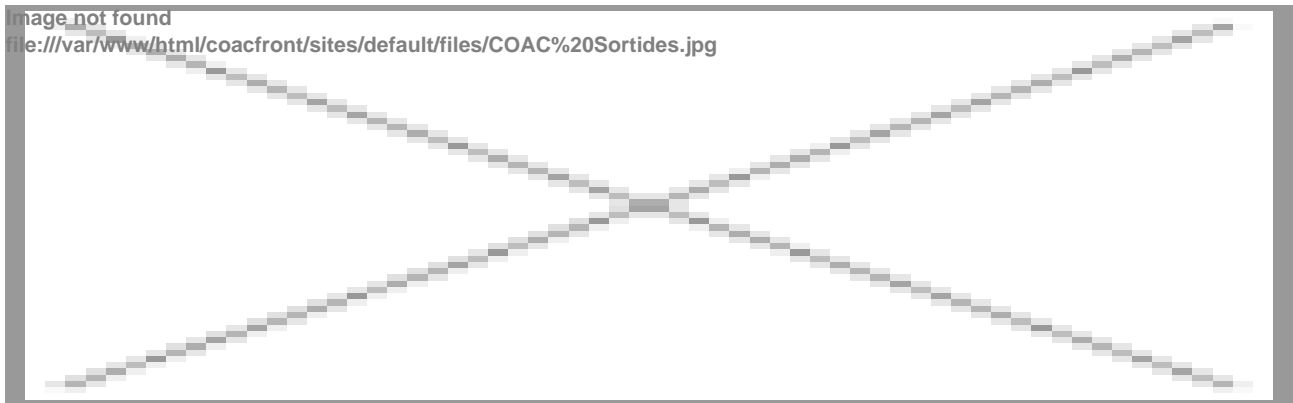 Image not found
file:///var/www/html/coacfront/sites/default/files/COAC%20Sortides.jpg